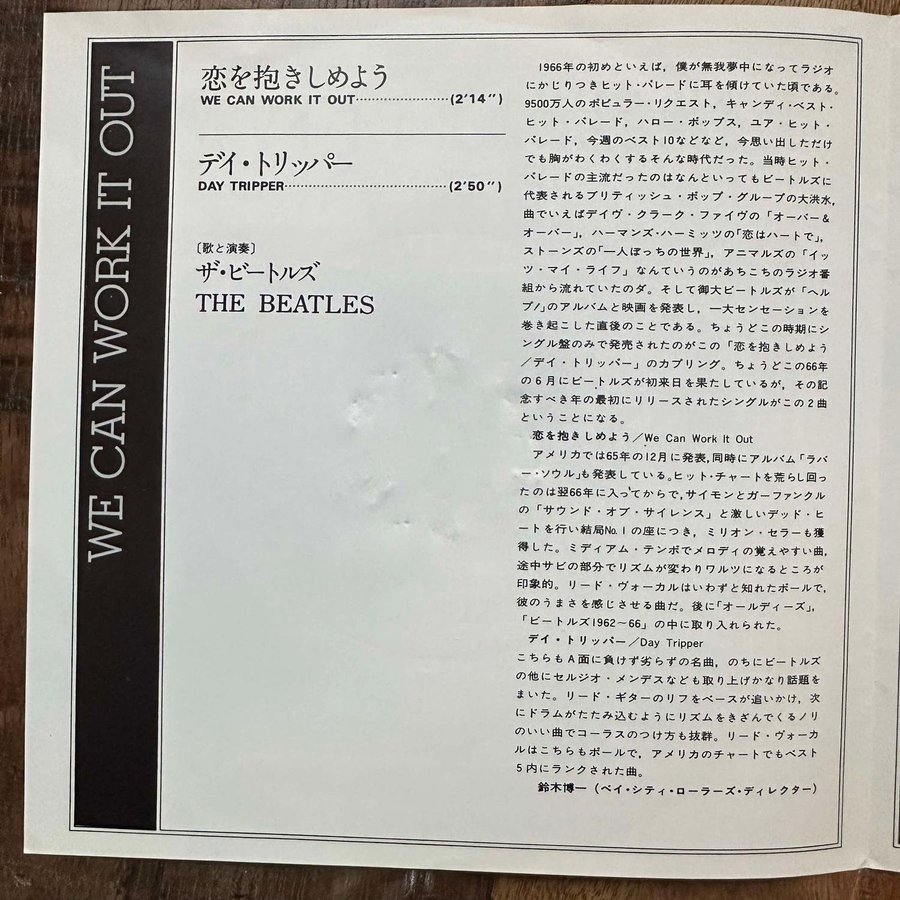 WE CAN WORK IT OUT
恋を抱きしめよう
WE CAN WORK IT OUT‥‥‥‥‥‥‥‥(2'14")
デイ・トリッパー
DAY TRIPPER‥‥‥‥‥‥‥‥‥‥‥‥‥(2'50")
〔歌と演奏〕
ザ・ビートルズ
THE BEATLES
1966年の初めといえば，僕が無我夢中になってラジオ
にかじりつきヒット・パレードに耳を傾けていた頃である。
9500万人のポピュラー・リクエスト，キャンディ・ベスト・
ヒット・パレード，ハロー・ポップス，ユア・ヒット・
パレード，今週のベスト10などなど，今思い出しただけ
でも胸がわくわくするそんな時代だった。当時ヒット・
パレードの主流だったのはなんといってもビートルズに
代表されるブリティッシュ・ポップ・グループの大洪水，
曲でいえばデイヴ・クラーク・ファイヴの「オーバー＆
オーバー」，ハーマンズ・ハーミッツの「恋はハートで」，
ストーンズの「一人ぼっちの世界」，アニマルズの「イッ
ツ・マイ・ライフ」なんていうのがあちこちのラジオ番
組から流れていたのダ。そして御大ビートルズが「ヘル
プ！」のアルバムと映画を発表し，一大センセーションを
巻き起こした直後のことである。ちょうどこの時期にシ
ングル盤のみで発売されたのがこの「恋を抱きしめよう
／デイ・トリッパー」のカプリング。ちょうどこの66年
の６月にビートルズが初来日を果たしているが，その記
念すべき年の最初にリリースされたシングルがこの２曲
ということになる。
恋を抱きしめよう／We Can Work It Out
アメリカでは65年の12月に発表，同時にアルバム「ラバ
ー・ソウル」も発表している。ヒット・チャートを荒らし回っ
たのは翌66年に入ってからで，サイモンとガーファンクル
の「サウンド・オブ・サイレンス」と激しいデッド・ヒ
ートを行い結局No.１の座につき，ミリオン・セラーも獲
得した。ミディアム・テンポでメロディの覚えやすい曲，
途中サビの部分でリズムが変わりワルツになるところが
印象的。リード・ヴォーカルはいわずと知れたポールで，
彼のうまさを感じさせる曲だ。後に「オールディーズ」，
「ビートルズ1962～66」の中に取り入れられた。
デイ・トリッパー／Day Tripper
こちらもＡ面に負けず劣らずの名曲，のちにビートルズ
の他にセルジオ・メンデスなども取り上げかなり話題を
まいた。リード・ギターのリフをベースが追いかけ，次
にドラムがたたみ込むようにリズムをきざんでくるノリ
のいい曲でコーラスのつけ方も抜群。リード・ヴォーカ
ルはこちらもポールで，アメリカのチャートでもベスト
５内にランクされた曲。
鈴木博一（ベイ・シティ・ローラーズ・ディレクター）